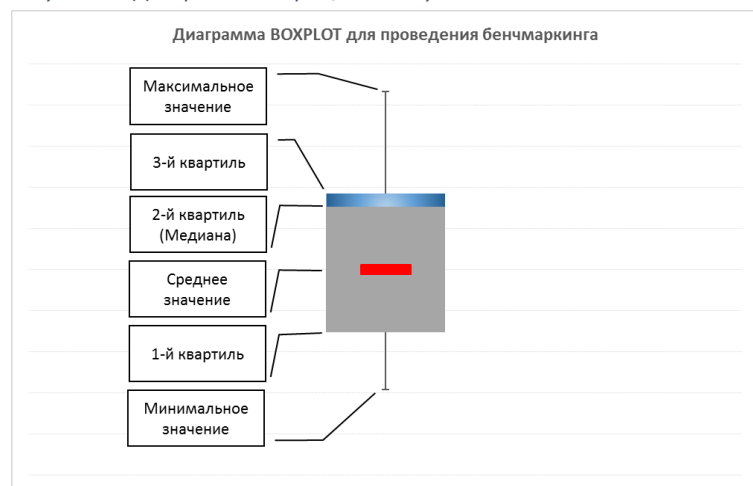 Диаграмма BOXPLOT для проведения бенчмаркинга
Максимальное
значение
3-й квартиль
2-й квартиль
(Медиана)
Среднее
значение
1-й квартиль
Минимальное
значение